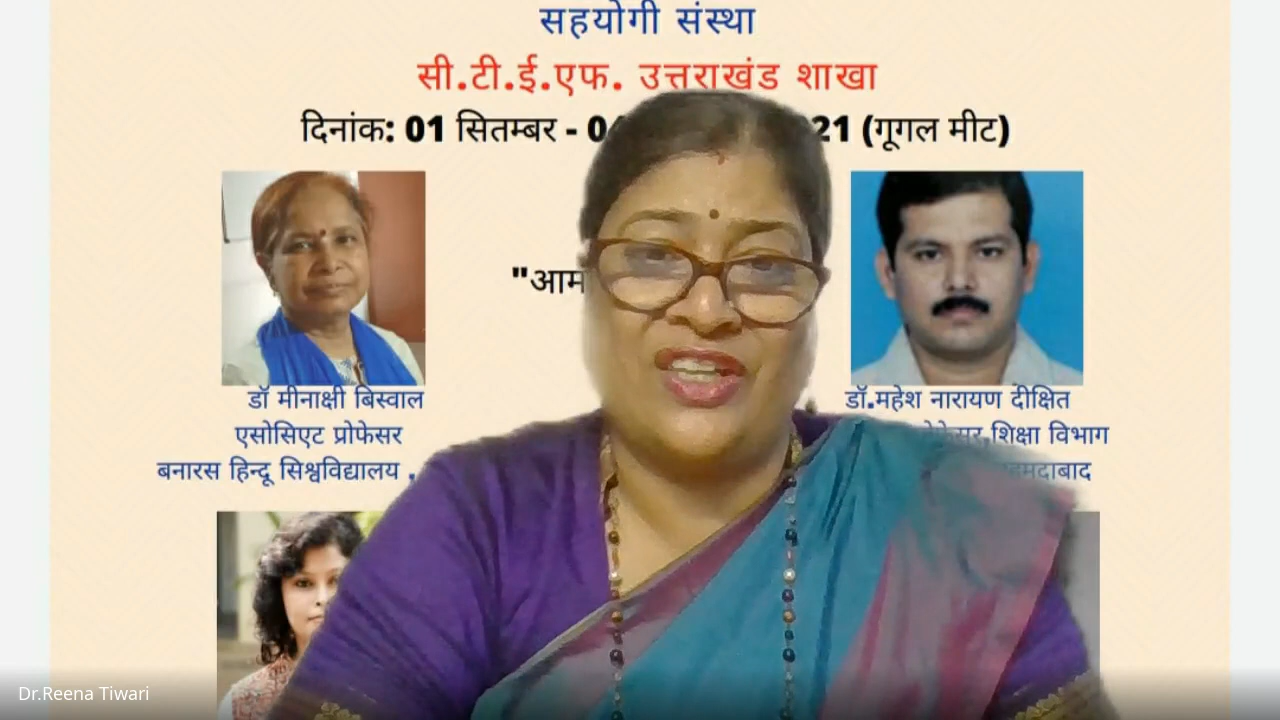 सहयोगी संस्था
सी.टी.ई.एफ. उत्तराखंड शाखा
दिनांक: 01 सितम्बर - 21 (गूगल मीट)
"आम
डॉ मीनाक्षी बिस्वाल
एसोसिएट प्रोफेसर
बनारस हिन्दू विश्वविद्यालय .
डॉ.महेश नारायण दीक्षित
शिक्षा विभाग
Dr.Reena Tiwari